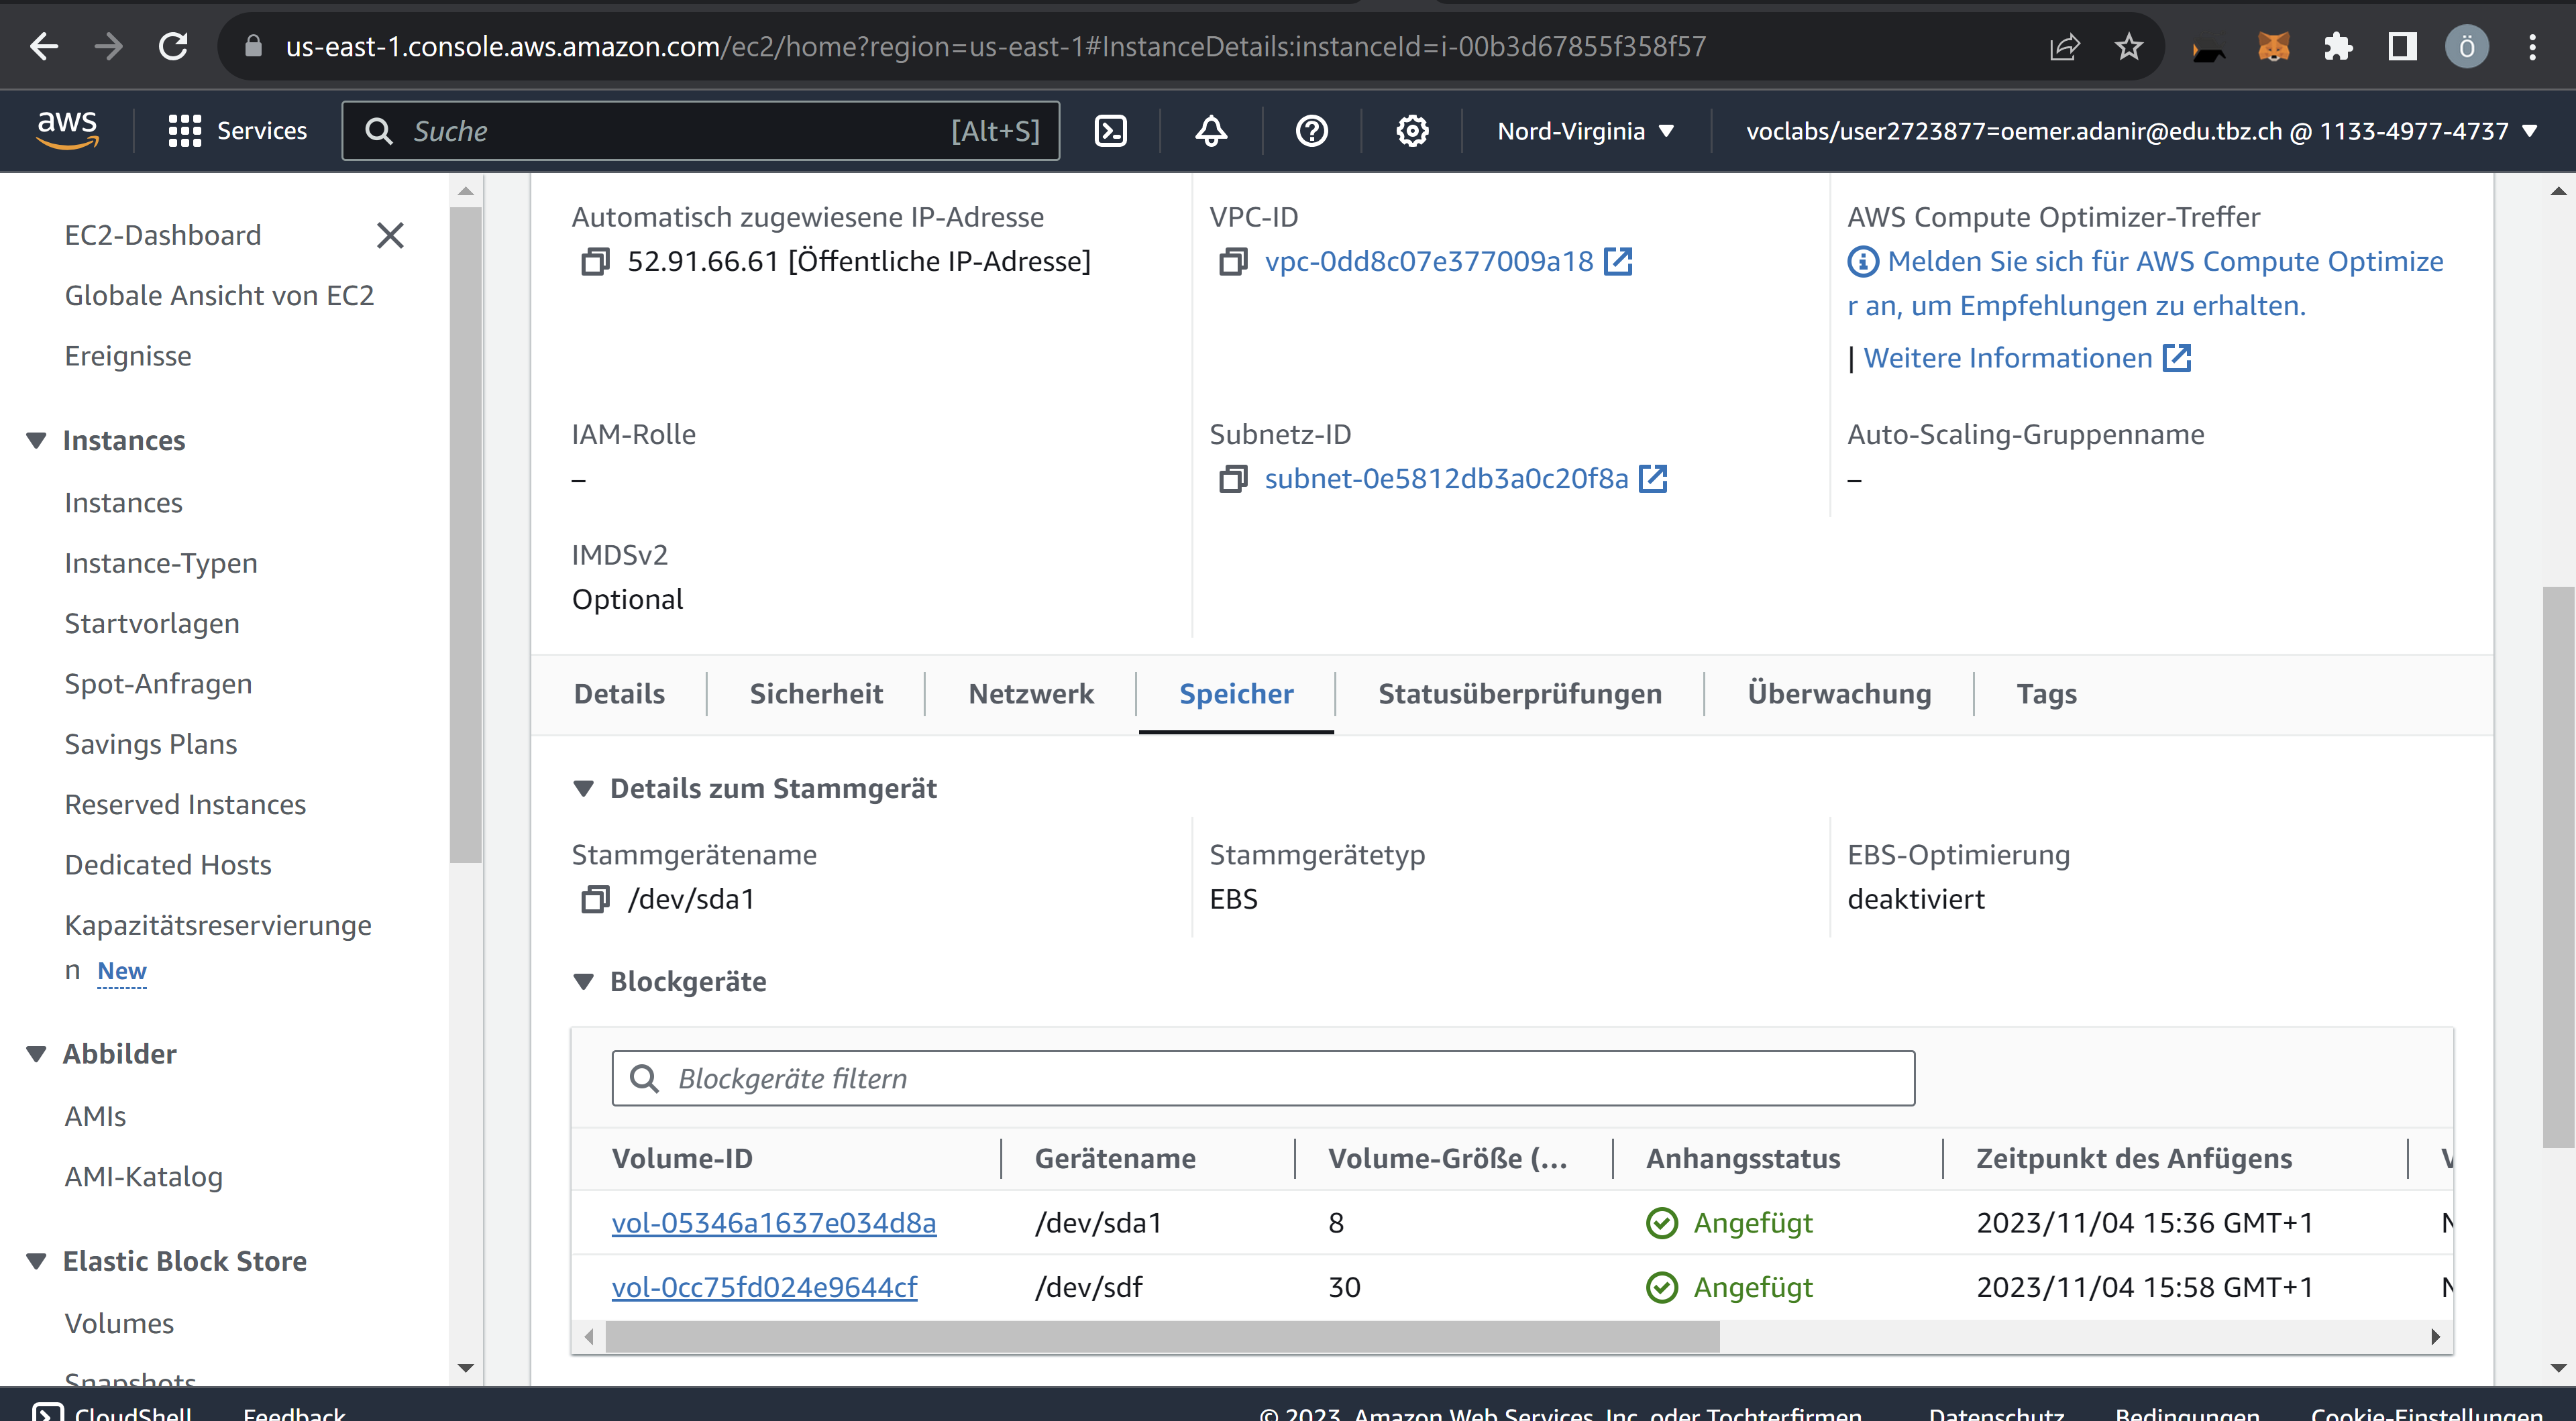 us-east-1.console.aws.amazon.com/ec2/home?region=us-east-1#InstanceDetails:instanceId=i-00b3d67855f358f57
Ö
aws
Services
Suche
[Alt+S]
Nord-Virginia
voclabs/user2723877=oemer.adanir@edu.tbz.ch @ 1133-4977-4737
EC2-Dashboard
Globale Ansicht von EC2
Ereignisse
Instances
Instances
Instance-Typen
Startvorlagen
Spot-Anfragen
Savings Plans
Reserved Instances
Dedicated Hosts
Kapazitätsreservierunge
n New
Abbilder
AMIs
AMI-Katalog
Elastic Block Store
Volumes
Snapshots
Automatisch zugewiesene IP-Adresse
52.91.66.61 [Öffentliche IP-Adresse]
VPC-ID
vpc-0dd8c07e377009a18
AWS Compute Optimizer-Treffer
Melden Sie sich für AWS Compute Optimize
r an, um Empfehlungen zu erhalten.
| Weitere Informationen
IAM-Rolle
–
Subnetz-ID
subnet-0e5812db3a0c20f8a
Auto-Scaling-Gruppenname
–
IMDSv2
Optional
Details
Sicherheit
Netzwerk
Speicher
Statusüberprüfungen
Überwachung
Tags
Details zum Stammgerät
Stammgerätename
/dev/sda1
Stammgerätetyp
EBS
EBS-Optimierung
deaktiviert
Blockgeräte
Blockgeräte filtern
Volume-ID Gerätename Volume-Größe (... Anhangsstatus Zeitpunkt des Anfügens
vol-05346a1637e034d8a /dev/sda1 8 Angefügt 2023/11/04 15:36 GMT+1
vol-0cc75fd024e9644cf /dev/sdf 30 Angefügt 2023/11/04 15:58 GMT+1
CloudShell
Feedback
© 2023, Amazon Web Services, Inc. oder Tochterfirmen.
Datenschutz
Bedingungen
Cookie-Einstellungen